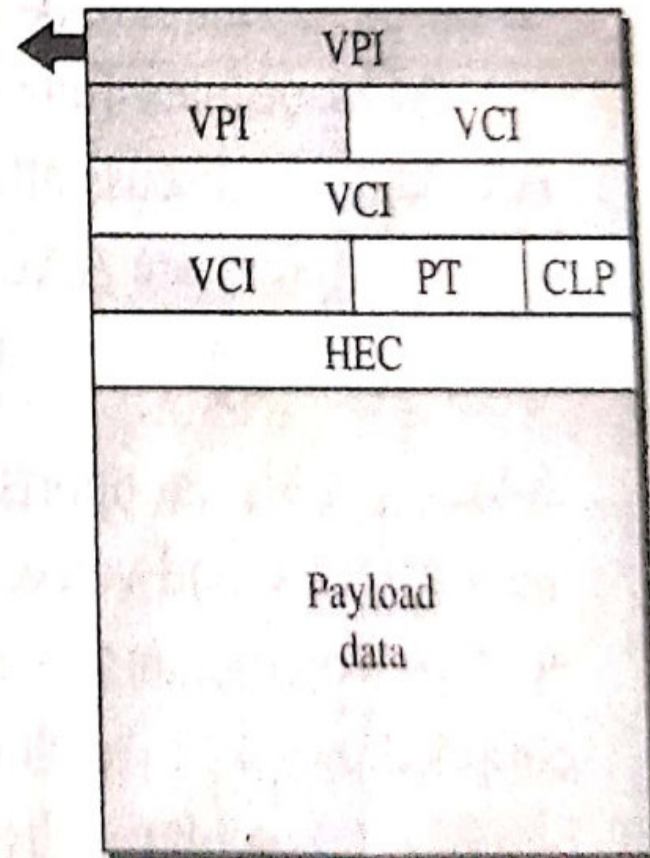 VPI
VPI VCI
VCI
VCI PT CLP
HEC
Payload
data